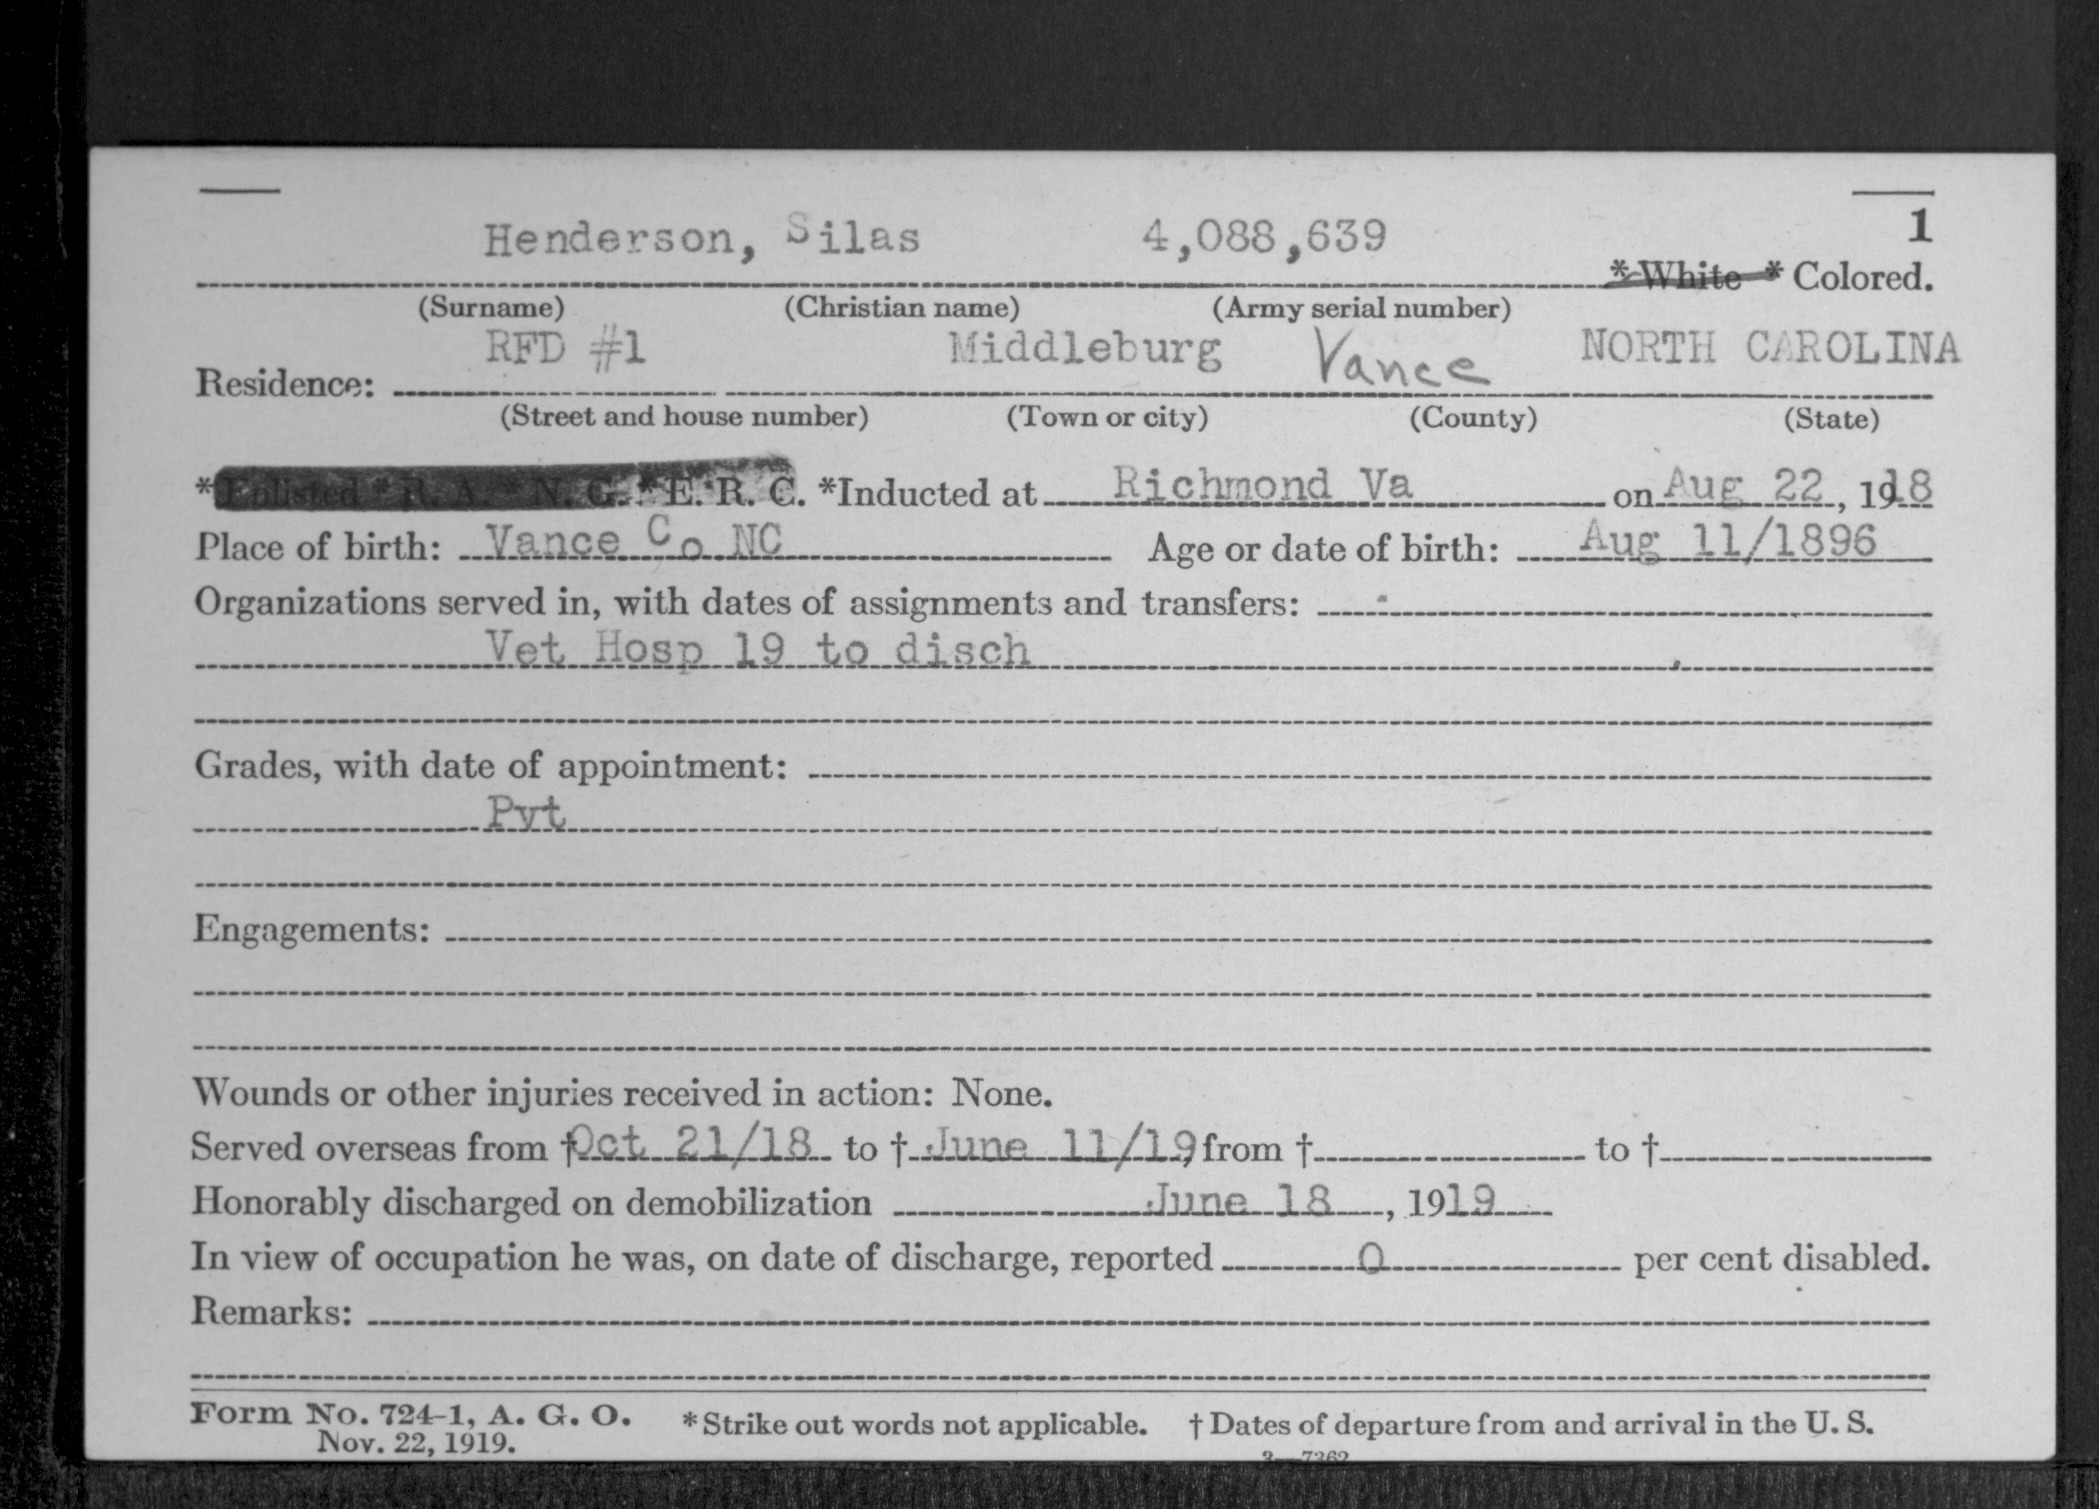 1
Henderson, Silas 4,088,639 * White * Colored.
(Surname) (Christian name) (Army serial number)
RFD #1 Middleburg Vance NORTH CAROLINA
Residence:
(Street and house number) (Town or city) (County) (State)
* Enlisted * R. A. N. G. * E. R. C. *Inducted at Richmond Va on Aug 22, 1918
Place of birth: Vance Co NC Age or date of birth: Aug 11/1896
Organizations served in, with dates of assignments and transfers:
Vet Hosp 19 to disch
Grades, with date of appointment:
Pvt
Engagements:
Wounds or other injuries received in action: None.
Served overseas from † Oct 21/18 to † June 11/19, from † to †
Honorably discharged on demobilization June 18, 1919
In view of occupation he was, on date of discharge, reported 0 per cent disabled.
Remarks:
Form No. 724-1, A. G. O. * Strike out words not applicable. † Dates of departure from and arrival in the U. S.
Nov. 22, 1919.
3—7362